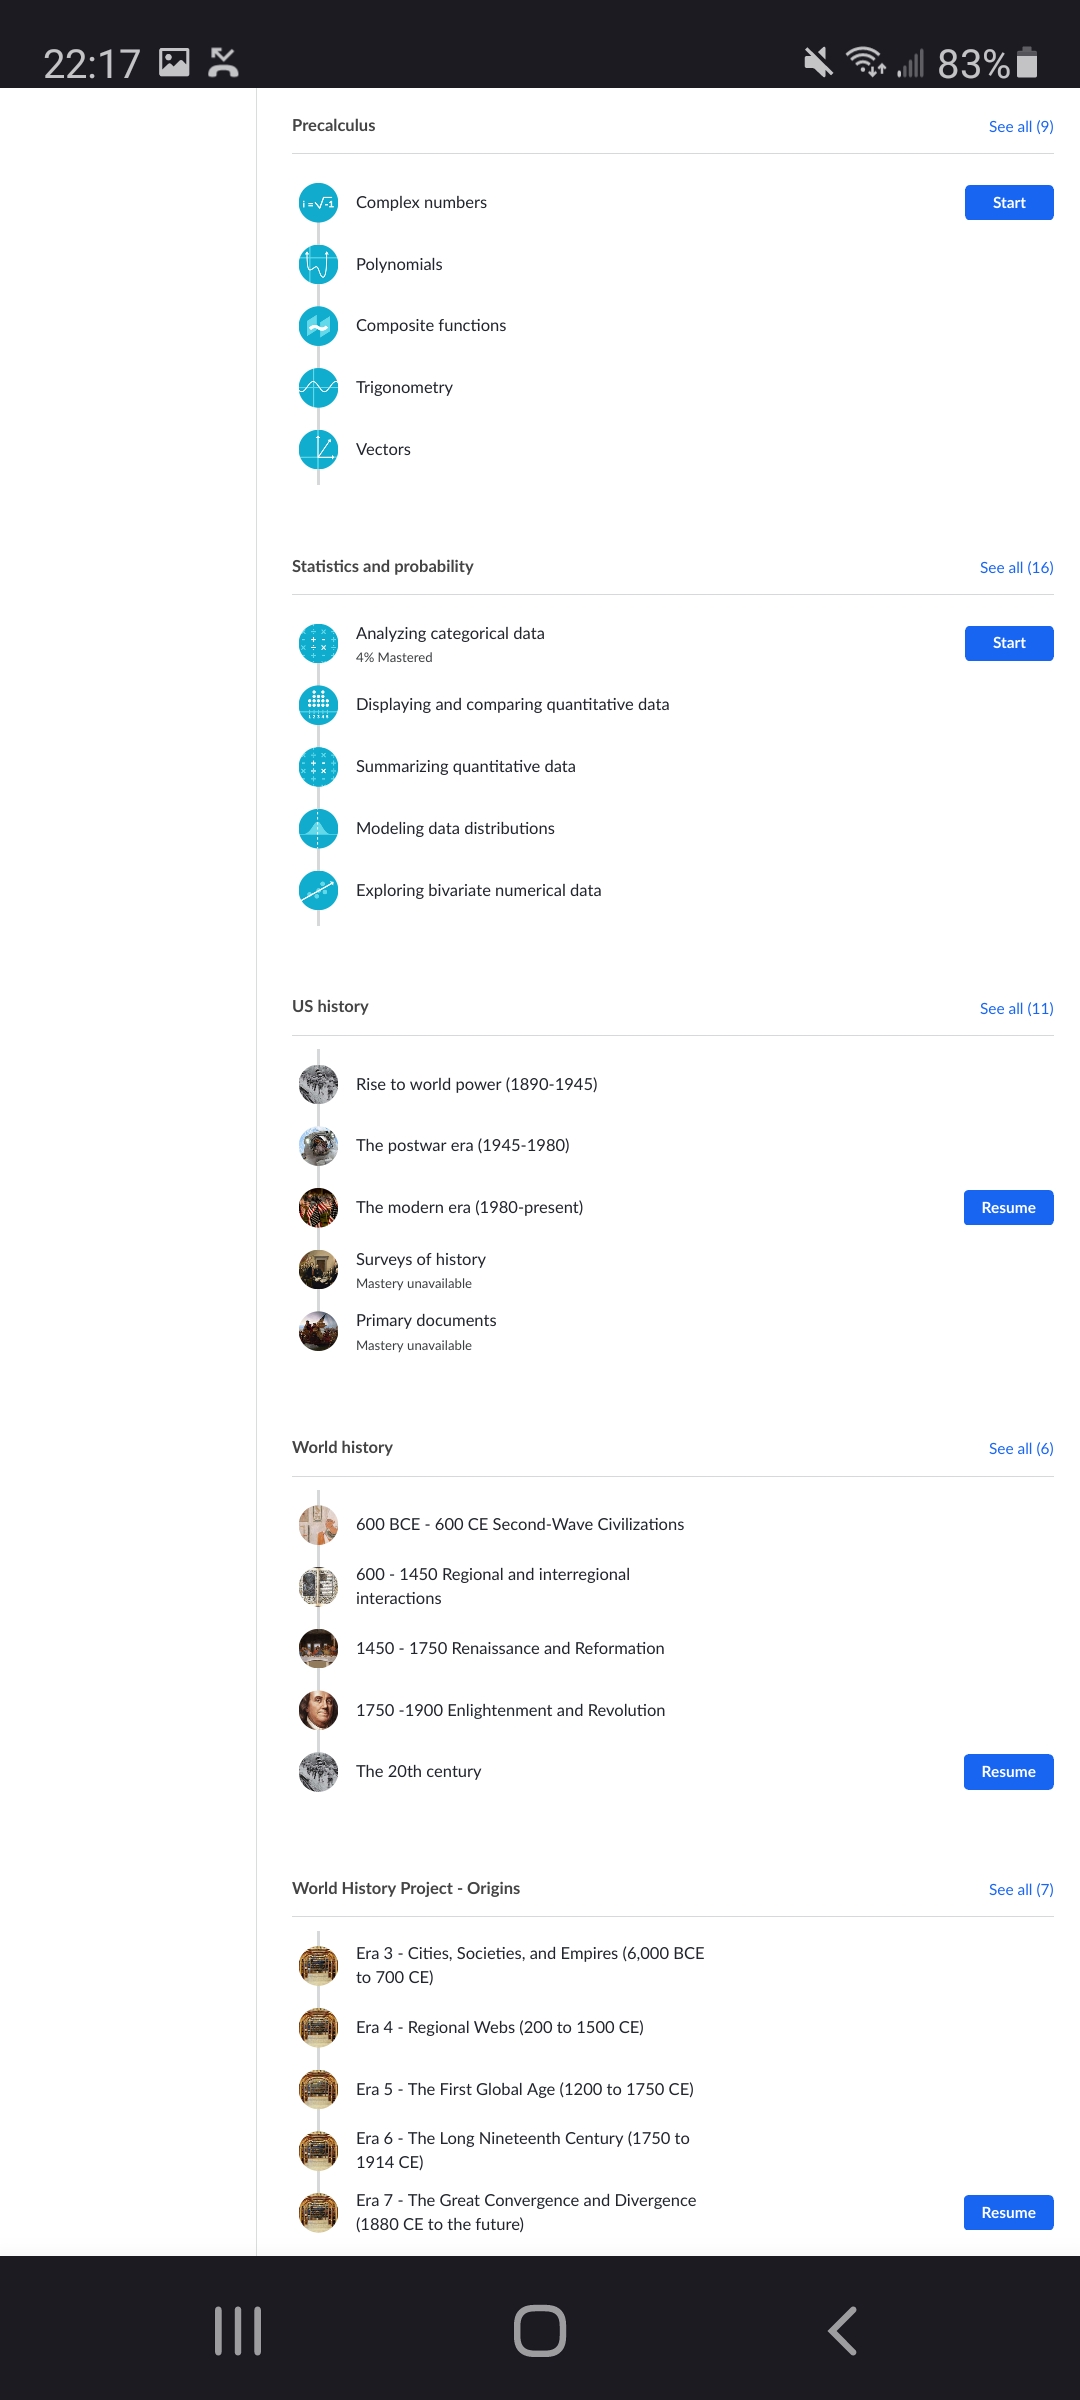 22:17
83%
Precalculus
See all (9)
i=√-1
Complex numbers
Start
Polynomials
Composite functions
Trigonometry
Vectors
Statistics and probability
See all (16)
Analyzing categorical data
4% Mastered
Start
Displaying and comparing quantitative data
Summarizing quantitative data
Modeling data distributions
Exploring bivariate numerical data
US history
See all (11)
Rise to world power (1890-1945)
The postwar era (1945-1980)
The modern era (1980-present)
Resume
Surveys of history
Mastery unavailable
Primary documents
Mastery unavailable
World history
See all (6)
600 BCE - 600 CE Second-Wave Civilizations
600 - 1450 Regional and interregional
interactions
1450 - 1750 Renaissance and Reformation
1750 -1900 Enlightenment and Revolution
The 20th century
Resume
World History Project - Origins
See all (7)
Era 3 - Cities, Societies, and Empires (6,000 BCE
to 700 CE)
Era 4 - Regional Webs (200 to 1500 CE)
Era 5 - The First Global Age (1200 to 1750 CE)
Era 6 - The Long Nineteenth Century (1750 to
1914 CE)
Era 7 - The Great Convergence and Divergence
(1880 CE to the future)
Resume